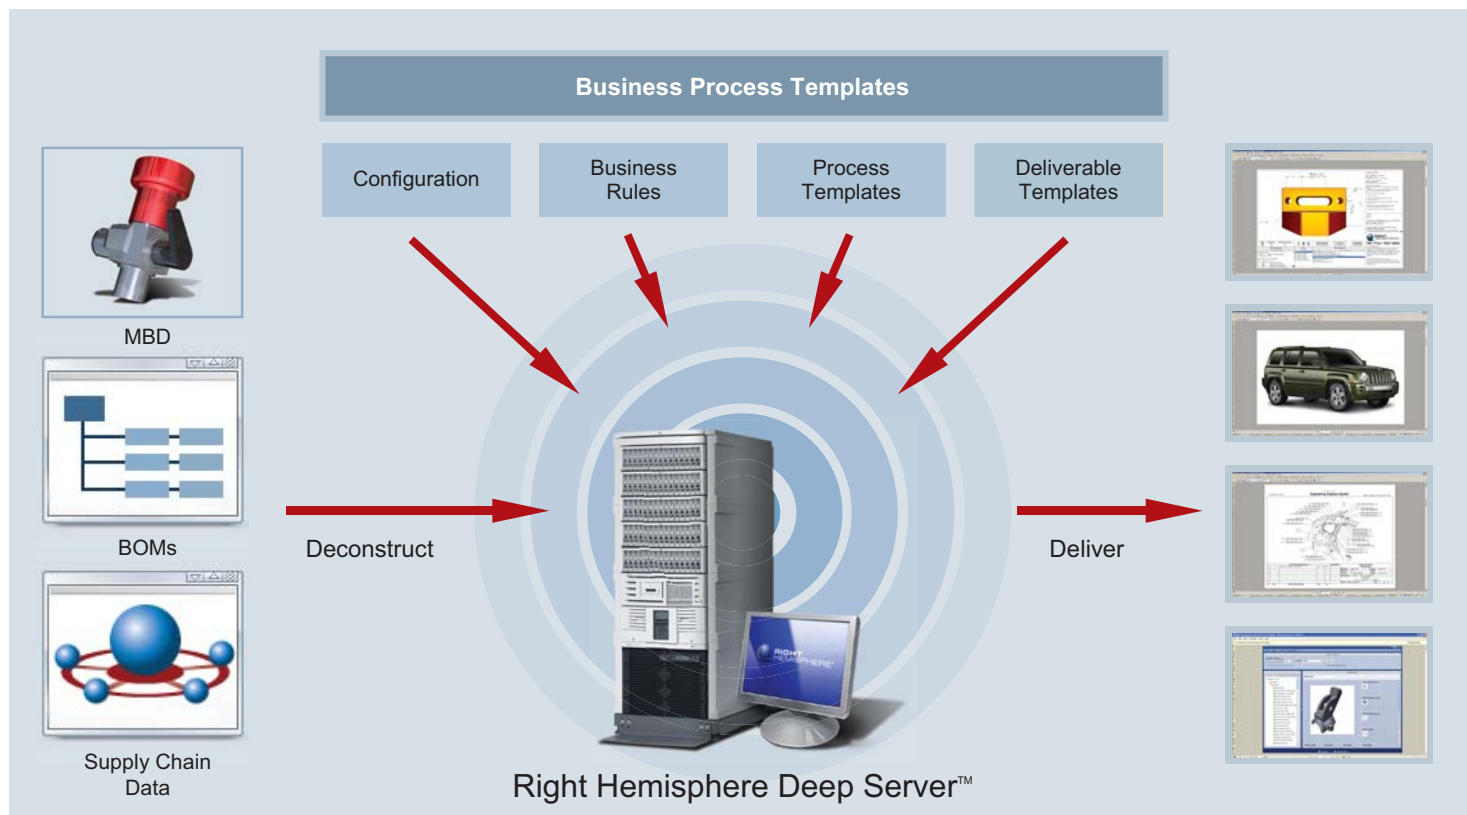 Business Process Templates
Configuration
Business
Rules
Process
Templates
Deliverable
Templates
MBD
BOMs
Supply Chain
Data
Deconstruct
Deliver
RIGHT
HEMISPHERE
Right Hemisphere Deep Server™